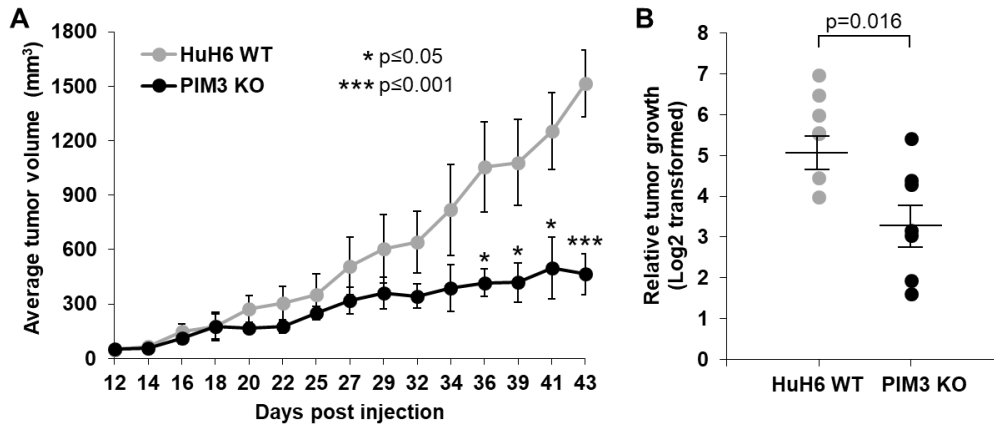 A
Average tumor volume (mm³)
1800
1500
1200
900
600
300
0
HuH6 WT
PIM3 KO
* p≤0.05
*** p≤0.001
* * * ***
12 14 16 18 20 22 25 27 29 32 34 36 39 41 43
Days post injection
B
p=0.016
Relative tumor growth
(Log2 transformed)
8
7
6
5
4
3
2
1
0
HuH6 WT PIM3 KO